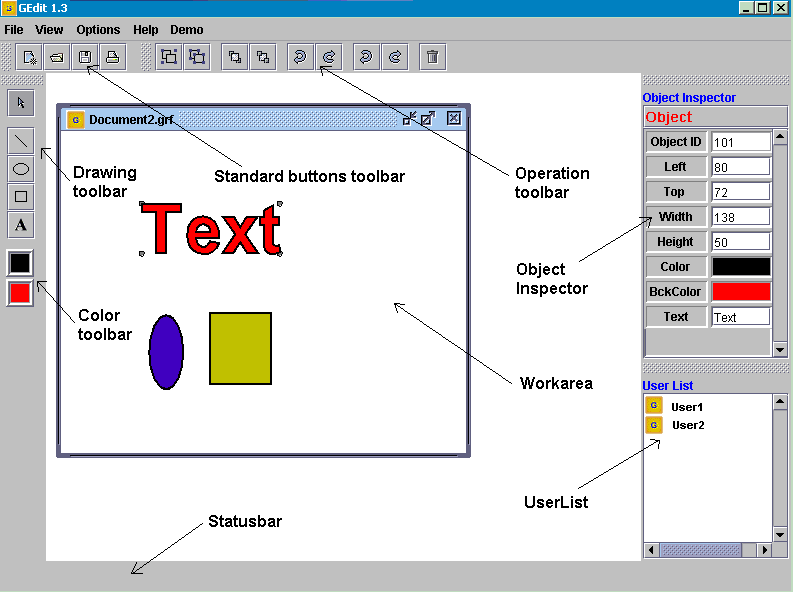 GEdit 1.3
File View Options Help Demo
Document2.grf
Drawing
toolbar
Standard buttons toolbar
Operation
toolbar
A
Text
Color
toolbar
Object
Inspector
Workarea
UserList
Statusbar
Object Inspector
Object
Object ID 101
Left 80
Top 72
Width 138
Height 50
Color
BckColor
Text Text
User List
G User1
G User2